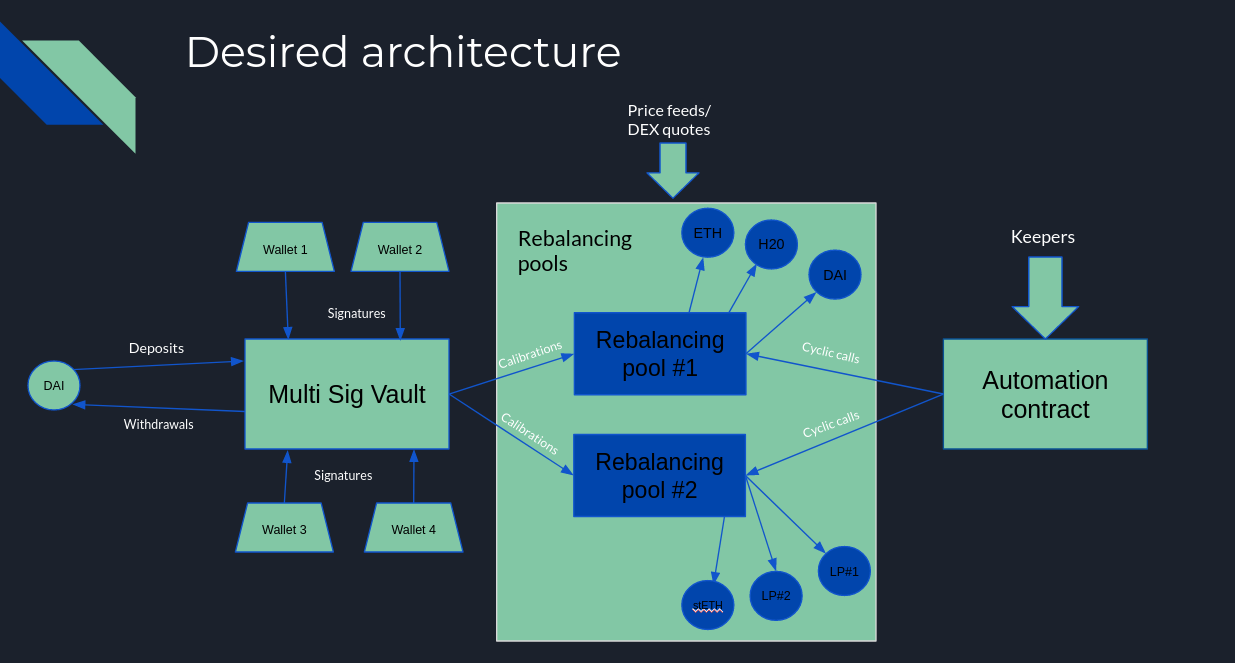 Desired architecture
Price feeds/
DEX quotes
Keepers
Wallet 1
Wallet 2
Signatures
Deposits
DAI
Withdrawals
Multi Sig Vault
Signatures
Wallet 3
Wallet 4
Calibrations
Calibrations
Rebalancing
pools
ETH
H20
DAI
Rebalancing
pool #1
Cyclic calls
Cyclic calls
Rebalancing
pool #2
stETH
LP#2
LP#1
Automation
contract